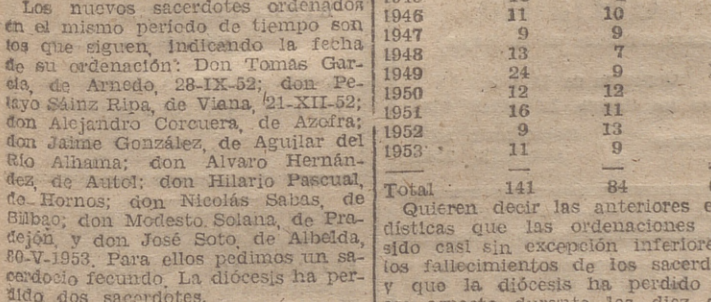 Los nuevos sacerdotes ordenados
en el mismo período de tiempo son
los que siguen, indicando la fecha
de su ordenación: Don Tomás Gar-
cía, de Arnedo, 28-IX-52; don Pe-
layo Sáinz Ripa, de Viana, 21-XII-52;
don Alejandro Corcuera, de Azofra;
don Jaime González, de Aguilar del
Río Alhama; don Alvaro Hernán-
dez, de Autol; don Hilario Pascual,
de Hornos; don Nicolás Sabas, de
Bilbao; don Modesto Solana, de Pra-
dejón, y don José Soto, de Albelda,
30-V-1953. Para ellos pedimos un sa-
cerdocio fecundo. La diócesis ha per-
dido dos sacerdotes.
1946 11 10
1947 9 9
1948 13 7
1949 24 9
1950 12 12
1951 16 11
1952 9 13
1953 11 9
Total 141 84
Quieren decir las anteriores e
dísticas que las ordenaciones
sido casi sin excepción inferiore
los fallecimientos de los sacerd
y que la diócesis ha perdido